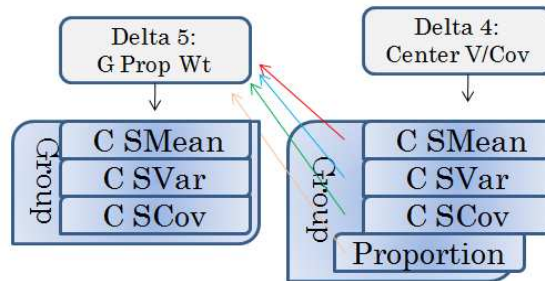 Delta 5:
G Prop Wt
Delta 4:
Center V/Cov
Group
C SMean
C SVar
C SCov
Group
C SMean
C SVar
C SCov
Proportion